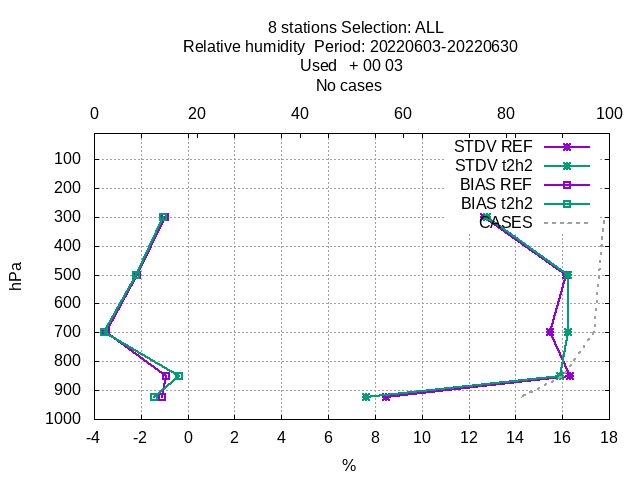 8 stations Selection: ALL
Relative humidity  Period: 20220603-20220630
Used   + 00 03
No cases
0 20 40 60 80 100
STDV REF
STDV t2h2
BIAS REF
BIAS t2h2
CASES
100
200
300
400
500
600
700
800
900
1000
hPa
-4 -2 0 2 4 6 8 10 12 14 16 18
%